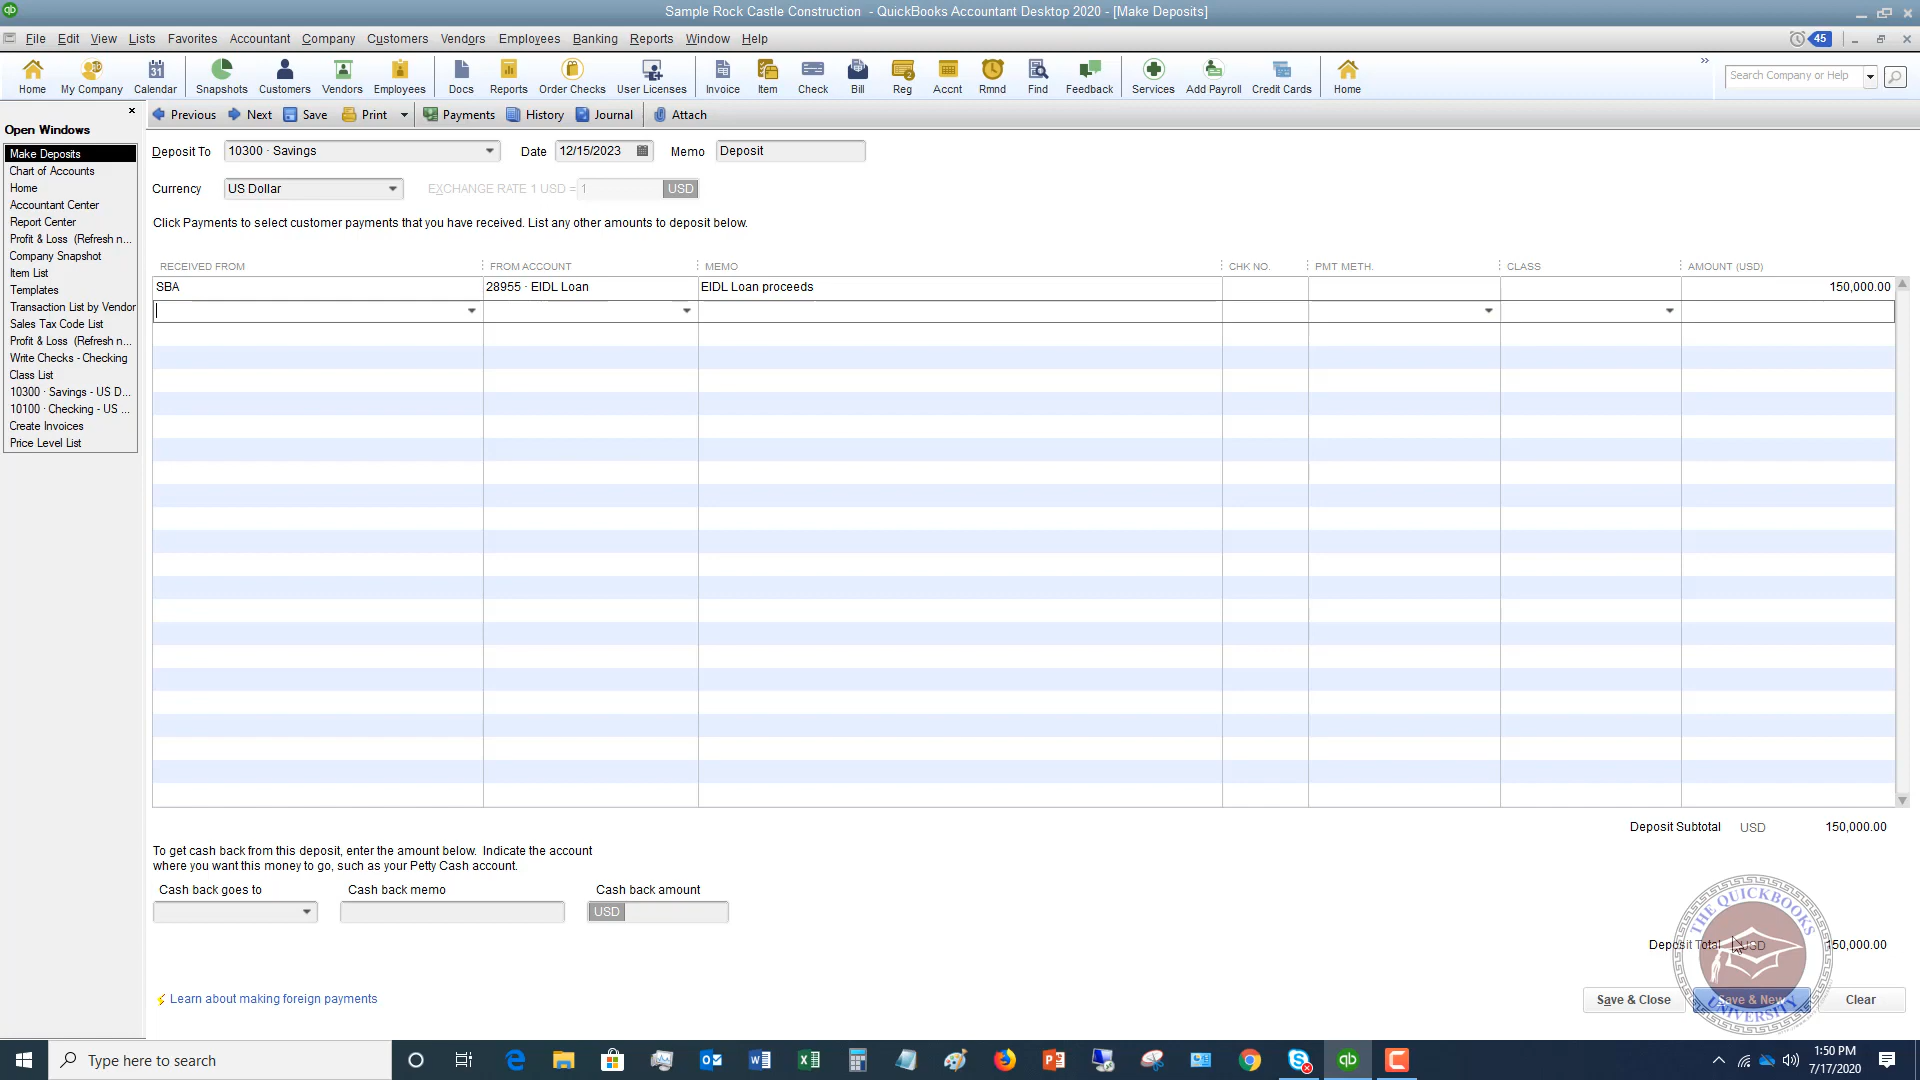 Sample Rock Castle Construction - QuickBooks Accountant Desktop 2020 - [Make Deposits]
File Edit View Lists Favorites Accountant Company Customers Vendors Employees Banking Reports Window Help
45
Home My Company Calendar Snapshots Customers Vendors Employees Docs Reports Order Checks User Licenses Invoice Item Check Bill Reg Accnt Rmnd Find Feedback Services Add Payroll Credit Cards Home
Search Company or Help
Previous Next Save Print Payments History Journal Attach
Open Windows
Make Deposits
Chart of Accounts
Home
Accountant Center
Report Center
Profit & Loss (Refresh n...
Company Snapshot
Item List
Templates
Transaction List by Vendor
Sales Tax Code List
Profit & Loss (Refresh n...
Write Checks - Checking
Class List
10300 · Savings - US D...
10100 · Checking - US ...
Create Invoices
Price Level List
Deposit To 10300 · Savings Date 12/15/2023 Memo Deposit
Currency US Dollar EXCHANGE RATE 1 USD = 1 USD
Click Payments to select customer payments that you have received. List any other amounts to deposit below.
RECEIVED FROM FROM ACCOUNT MEMO CHK NO. PMT METH. CLASS AMOUNT (USD)
SBA 28955 · EIDL Loan EIDL Loan proceeds 150,000.00
Deposit Subtotal USD 150,000.00
To get cash back from this deposit, enter the amount below. Indicate the account
where you want this money to go, such as your Petty Cash account.
Cash back goes to Cash back memo Cash back amount
USD
Deposit Total USD 150,000.00
THE QUICKBOOKS
UNIVERSITY
Learn about making foreign payments
Save & Close Save & New Clear
Type here to search
1:50 PM
7/17/2020